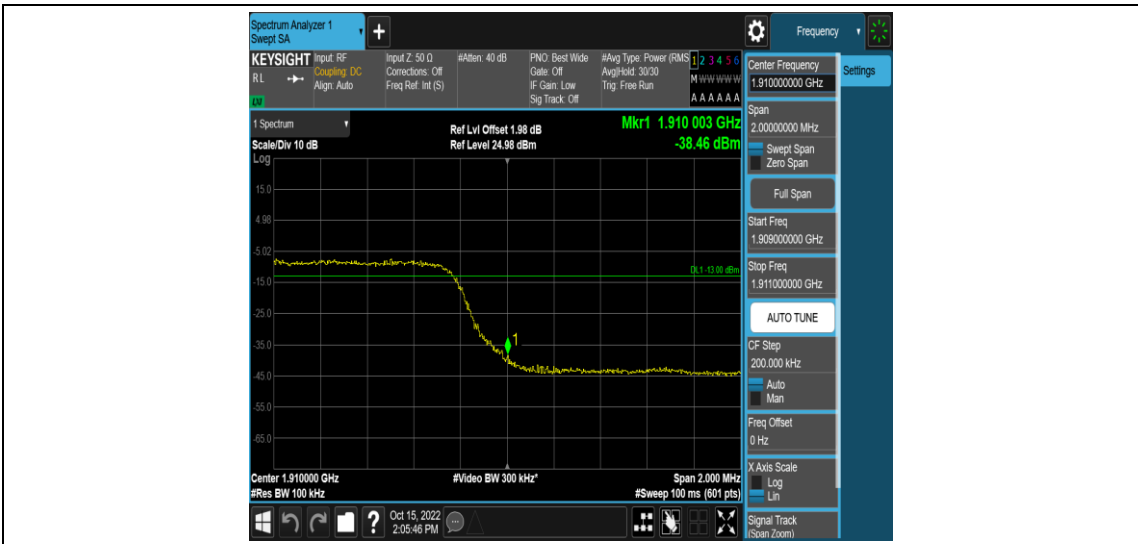 Spectrum Analyzer 1
Swept SA
+
Frequency
KEYSIGHT
RL
LXI
Input: RF
Coupling: DC
Align: Auto
Input Z: 50 Ω
Corrections: Off
Freq Ref: Int (S)
#Atten: 40 dB
PNO: Best Wide
Gate: Off
IF Gain: Low
Sig Track: Off
#Avg Type: Power (RMS
Avg|Hold: 30/30
Trig: Free Run
1 2 3 4 5 6
M W W W W W
A A A A A A
1 Spectrum
Scale/Div 10 dB
Log
Ref Lvl Offset 1.98 dB
Ref Level 24.98 dBm
Mkr1 1.910 003 GHz
-38.46 dBm
15.0
4.98
-5.02
-15.0
-25.0
-35.0
-45.0
-55.0
-65.0
DL1 -13.00 dBm
1
Center 1.910000 GHz
#Res BW 100 kHz
#Video BW 300 kHz*
Span 2.000 MHz
#Sweep 100 ms (601 pts)
?
Oct 15, 2022
2:05:46 PM
Center Frequency
1.910000000 GHz
Settings
Span
2.00000000 MHz
Swept Span
Zero Span
Full Span
Start Freq
1.909000000 GHz
Stop Freq
1.911000000 GHz
AUTO TUNE
CF Step
200.000 kHz
Auto
Man
Freq Offset
0 Hz
X Axis Scale
Log
Lin
Signal Track
(Span Zoom)